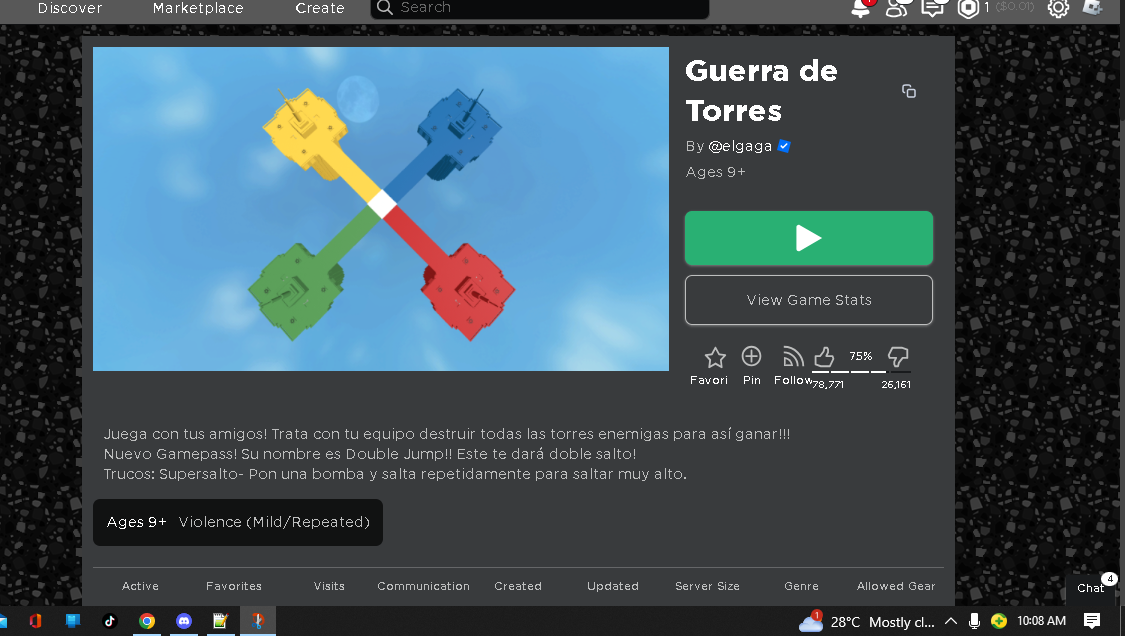 Discover Marketplace Create Search 1 ($0.01)
Guerra de
Torres
By @elgaga
Ages 9+
View Game Stats
75%
Favori Pin Follow 78,771 26,161
Juega con tus amigos! Trata con tu equipo destruir todas las torres enemigas para así ganar!!!
Nuevo Gamepass! Su nombre es Double Jump!! Este te dará doble salto!
Trucos: Supersalto- Pon una bomba y salta repetidamente para saltar muy alto.
Ages 9+ Violence (Mild/Repeated)
Active Favorites Visits Communication Created Updated Server Size Genre Allowed Gear
Chat 4
1 28°C Mostly cl... 10:08 AM